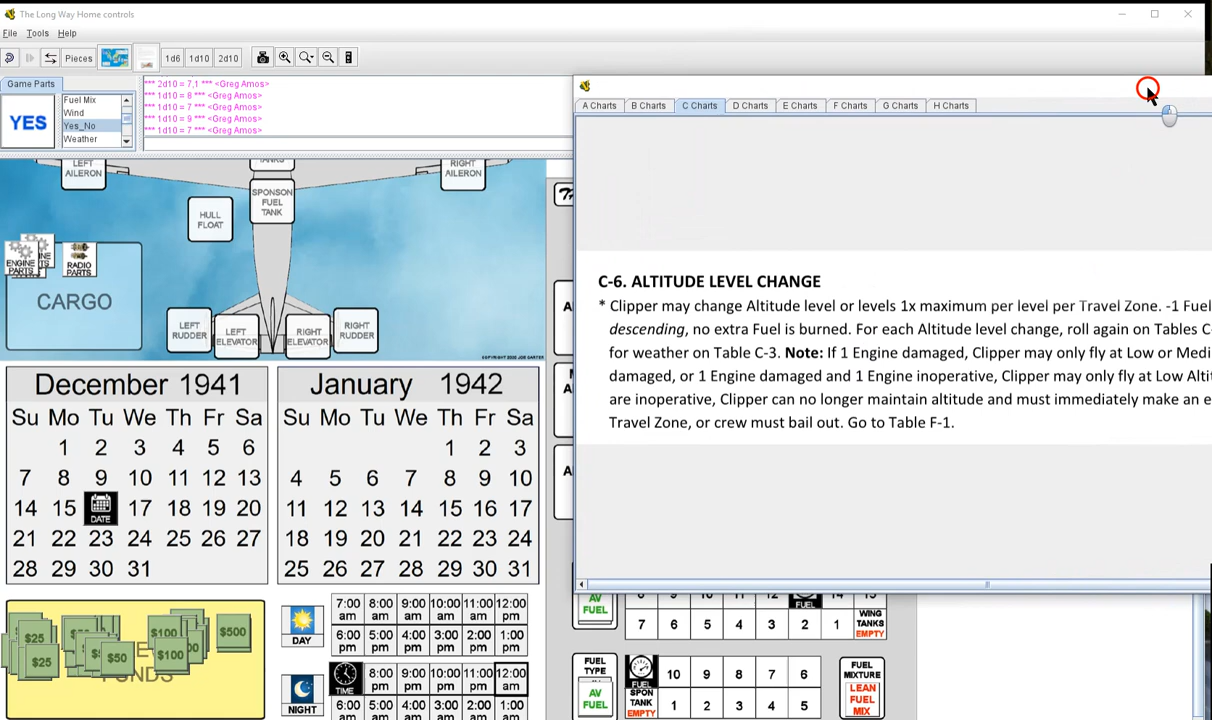 The Long Way Home controls
File Tools Help
Pieces 1d6 1d10 2d10
Game Parts
YES
Fuel Mix
Wind
Yes_No
Weather
*** 2d10 = 7,1 *** <Greg Amos>
*** 1d10 = 8 *** <Greg Amos>
*** 1d10 = 7 *** <Greg Amos>
*** 1d10 = 9 *** <Greg Amos>
*** 1d10 = 7 *** <Greg Amos>
A Charts B Charts C Charts D Charts E Charts F Charts G Charts H Charts
C-6. ALTITUDE LEVEL CHANGE
* Clipper may change Altitude level or levels 1x maximum per level per Travel Zone. -1 Fuel
descending, no extra Fuel is burned. For each Altitude level change, roll again on Tables C-
for weather on Table C-3. Note: If 1 Engine damaged, Clipper may only fly at Low or Medi
damaged, or 1 Engine damaged and 1 Engine inoperative, Clipper may only fly at Low Alti
are inoperative, Clipper can no longer maintain altitude and must immediately make an e
Travel Zone, or crew must bail out. Go to Table F-1.
LEFT
AILERON
TANKS
RIGHT
AILERON
SPONSON
FUEL
TANK
HULL
FLOAT
ENGINE
PARTS
RADIO
PARTS
CARGO
LEFT
RUDDER
LEFT
ELEVATOR
RIGHT
ELEVATOR
RIGHT
RUDDER
December 1941
Su Mo Tu We Th Fr Sa
1 2 3 4 5 6
7 8 9 10 11 12 13
14 15 DATE 17 18 19 20
21 22 23 24 25 26 27
28 29 30 31
January 1942
Su Mo Tu We Th Fr Sa
1 2 3
4 5 6 7 8 9 10
11 12 13 14 15 16 17
18 19 20 21 22 23 24
25 26 27 28 29 30 31
$25
$25
$50
$100
$100
$500
DAY
7:00 am 8:00 am 9:00 am 10:00 am 11:00 am 12:00 pm
6:00 pm 5:00 pm 4:00 pm 3:00 pm 2:00 pm 1:00 pm
NIGHT
TIME 8:00 pm 9:00 pm 10:00 pm 11:00 pm 12:00 am
6:00 5:00 4:00 3:00 2:00 1:00
AV
FUEL
8 9 10 11 12 FUEL 14 15
7 6 5 4 3 2 1
WING
TANKS
EMPTY
FUEL
TYPE
AV
FUEL
FUEL
10 9 8 7 6
SPON
TANK
EMPTY
1 2 3 4 5
FUEL
MIXTURE
LEAN
FUEL
MIX